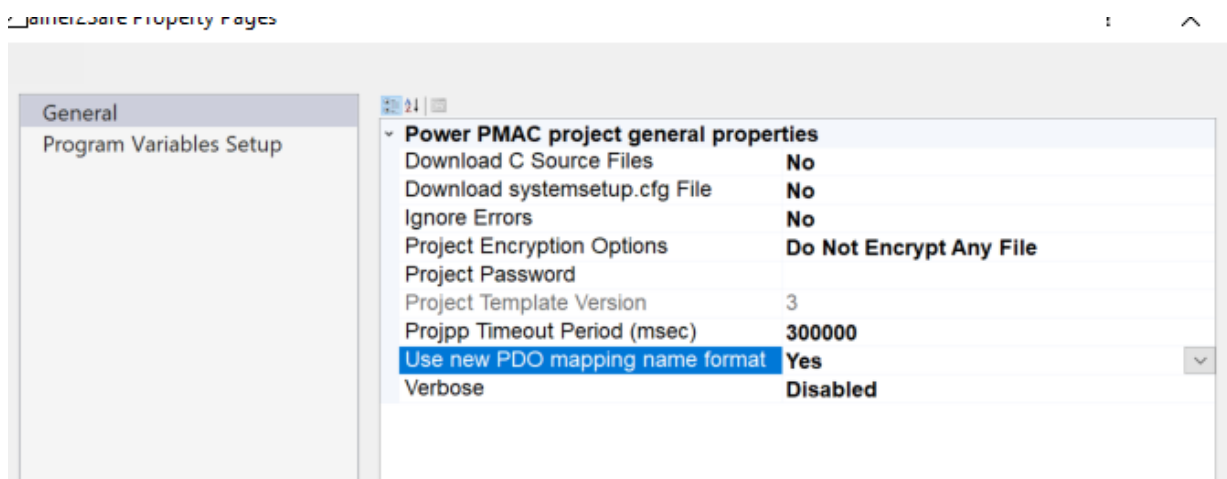 Property Pages
General
Program Variables Setup
Power PMAC project general properties
Download C Source Files No
Download systemsetup.cfg File No
Ignore Errors No
Project Encryption Options Do Not Encrypt Any File
Project Password
Project Template Version 3
Projpp Timeout Period (msec) 300000
Use new PDO mapping name format Yes
Verbose Disabled